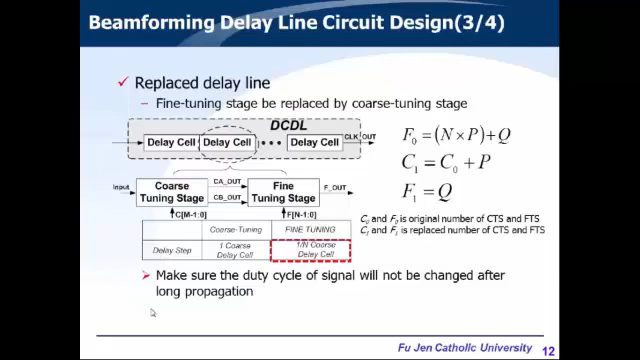 Beamforming Delay Line Circuit Design(3/4)
Replaced delay line
– Fine-tuning stage be replaced by coarse-tuning stage
DCDL
Delay Cell Delay Cell ••• Delay Cell CLK_OUT
Input Coarse Tuning Stage CA_OUT CB_OUT Fine Tuning Stage F_OUT
C[M-1:0] F[N-1:0]
Coarse-Tuning FINE TUNING
Delay Step 1 Coarse Delay Cell 1/N Coarse Delay Cell
F₀ = (N × P) + Q
C₁ = C₀ + P
F₁ = Q
C₀ and F₀ is original number of CTS and FTS
C₁ and F₁ is replaced number of CTS and FTS
Make sure the duty cycle of signal will not be changed after
long propagation
Fu Jen Catholic University 12